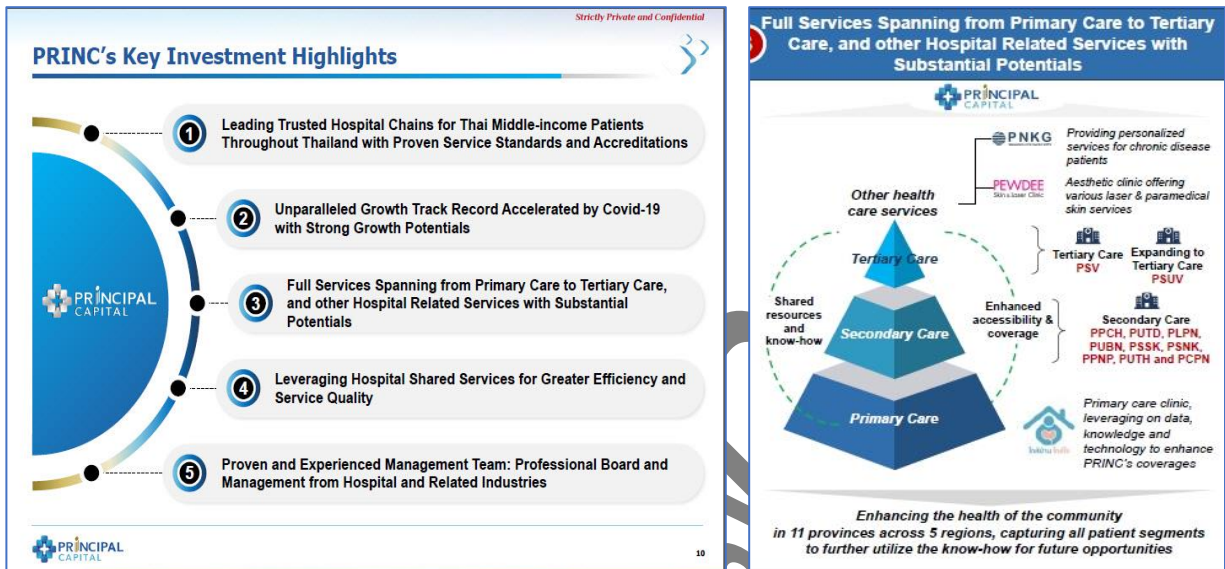 Strictly Private and Confidential
PRINC's Key Investment Highlights
1
Leading Trusted Hospital Chains for Thai Middle-income Patients
Throughout Thailand with Proven Service Standards and Accreditations
2
Unparalleled Growth Track Record Accelerated by Covid-19
with Strong Growth Potentials
PRINCIPAL
CAPITAL
3
Full Services Spanning from Primary Care to Tertiary Care,
and other Hospital Related Services with Substantial
Potentials
4
Leveraging Hospital Shared Services for Greater Efficiency and
Service Quality
5
Proven and Experienced Management Team: Professional Board and
Management from Hospital and Related Industries
PRINCIPAL
CAPITAL
10
Full Services Spanning from Primary Care to Tertiary
Care, and other Hospital Related Services with
Substantial Potentials
PRINCIPAL
CAPITAL
PNKG
Providing personalized
services for chronic disease
patients
PEWDEE
Skin & laser Clinic
Aesthetic clinic offering
various laser & paramedical
skin services
Other health
care services
Tertiary Care
Tertiary Care
PSV
Expanding to
Tertiary Care
PSUV
Shared
resources
and
know-how
Secondary Care
Enhanced
accessibility &
coverage
Secondary Care
PPCH, PUTD, PLPN,
PUBN, PSSK, PSNK,
PPNP, PUTH and PCPN
Primary Care
Primary care clinic,
leveraging on data,
knowledge and
technology to enhance
PRINC's coverages
Enhancing the health of the community
in 11 provinces across 5 regions, capturing all patient segments
to further utilize the know-how for future opportunities